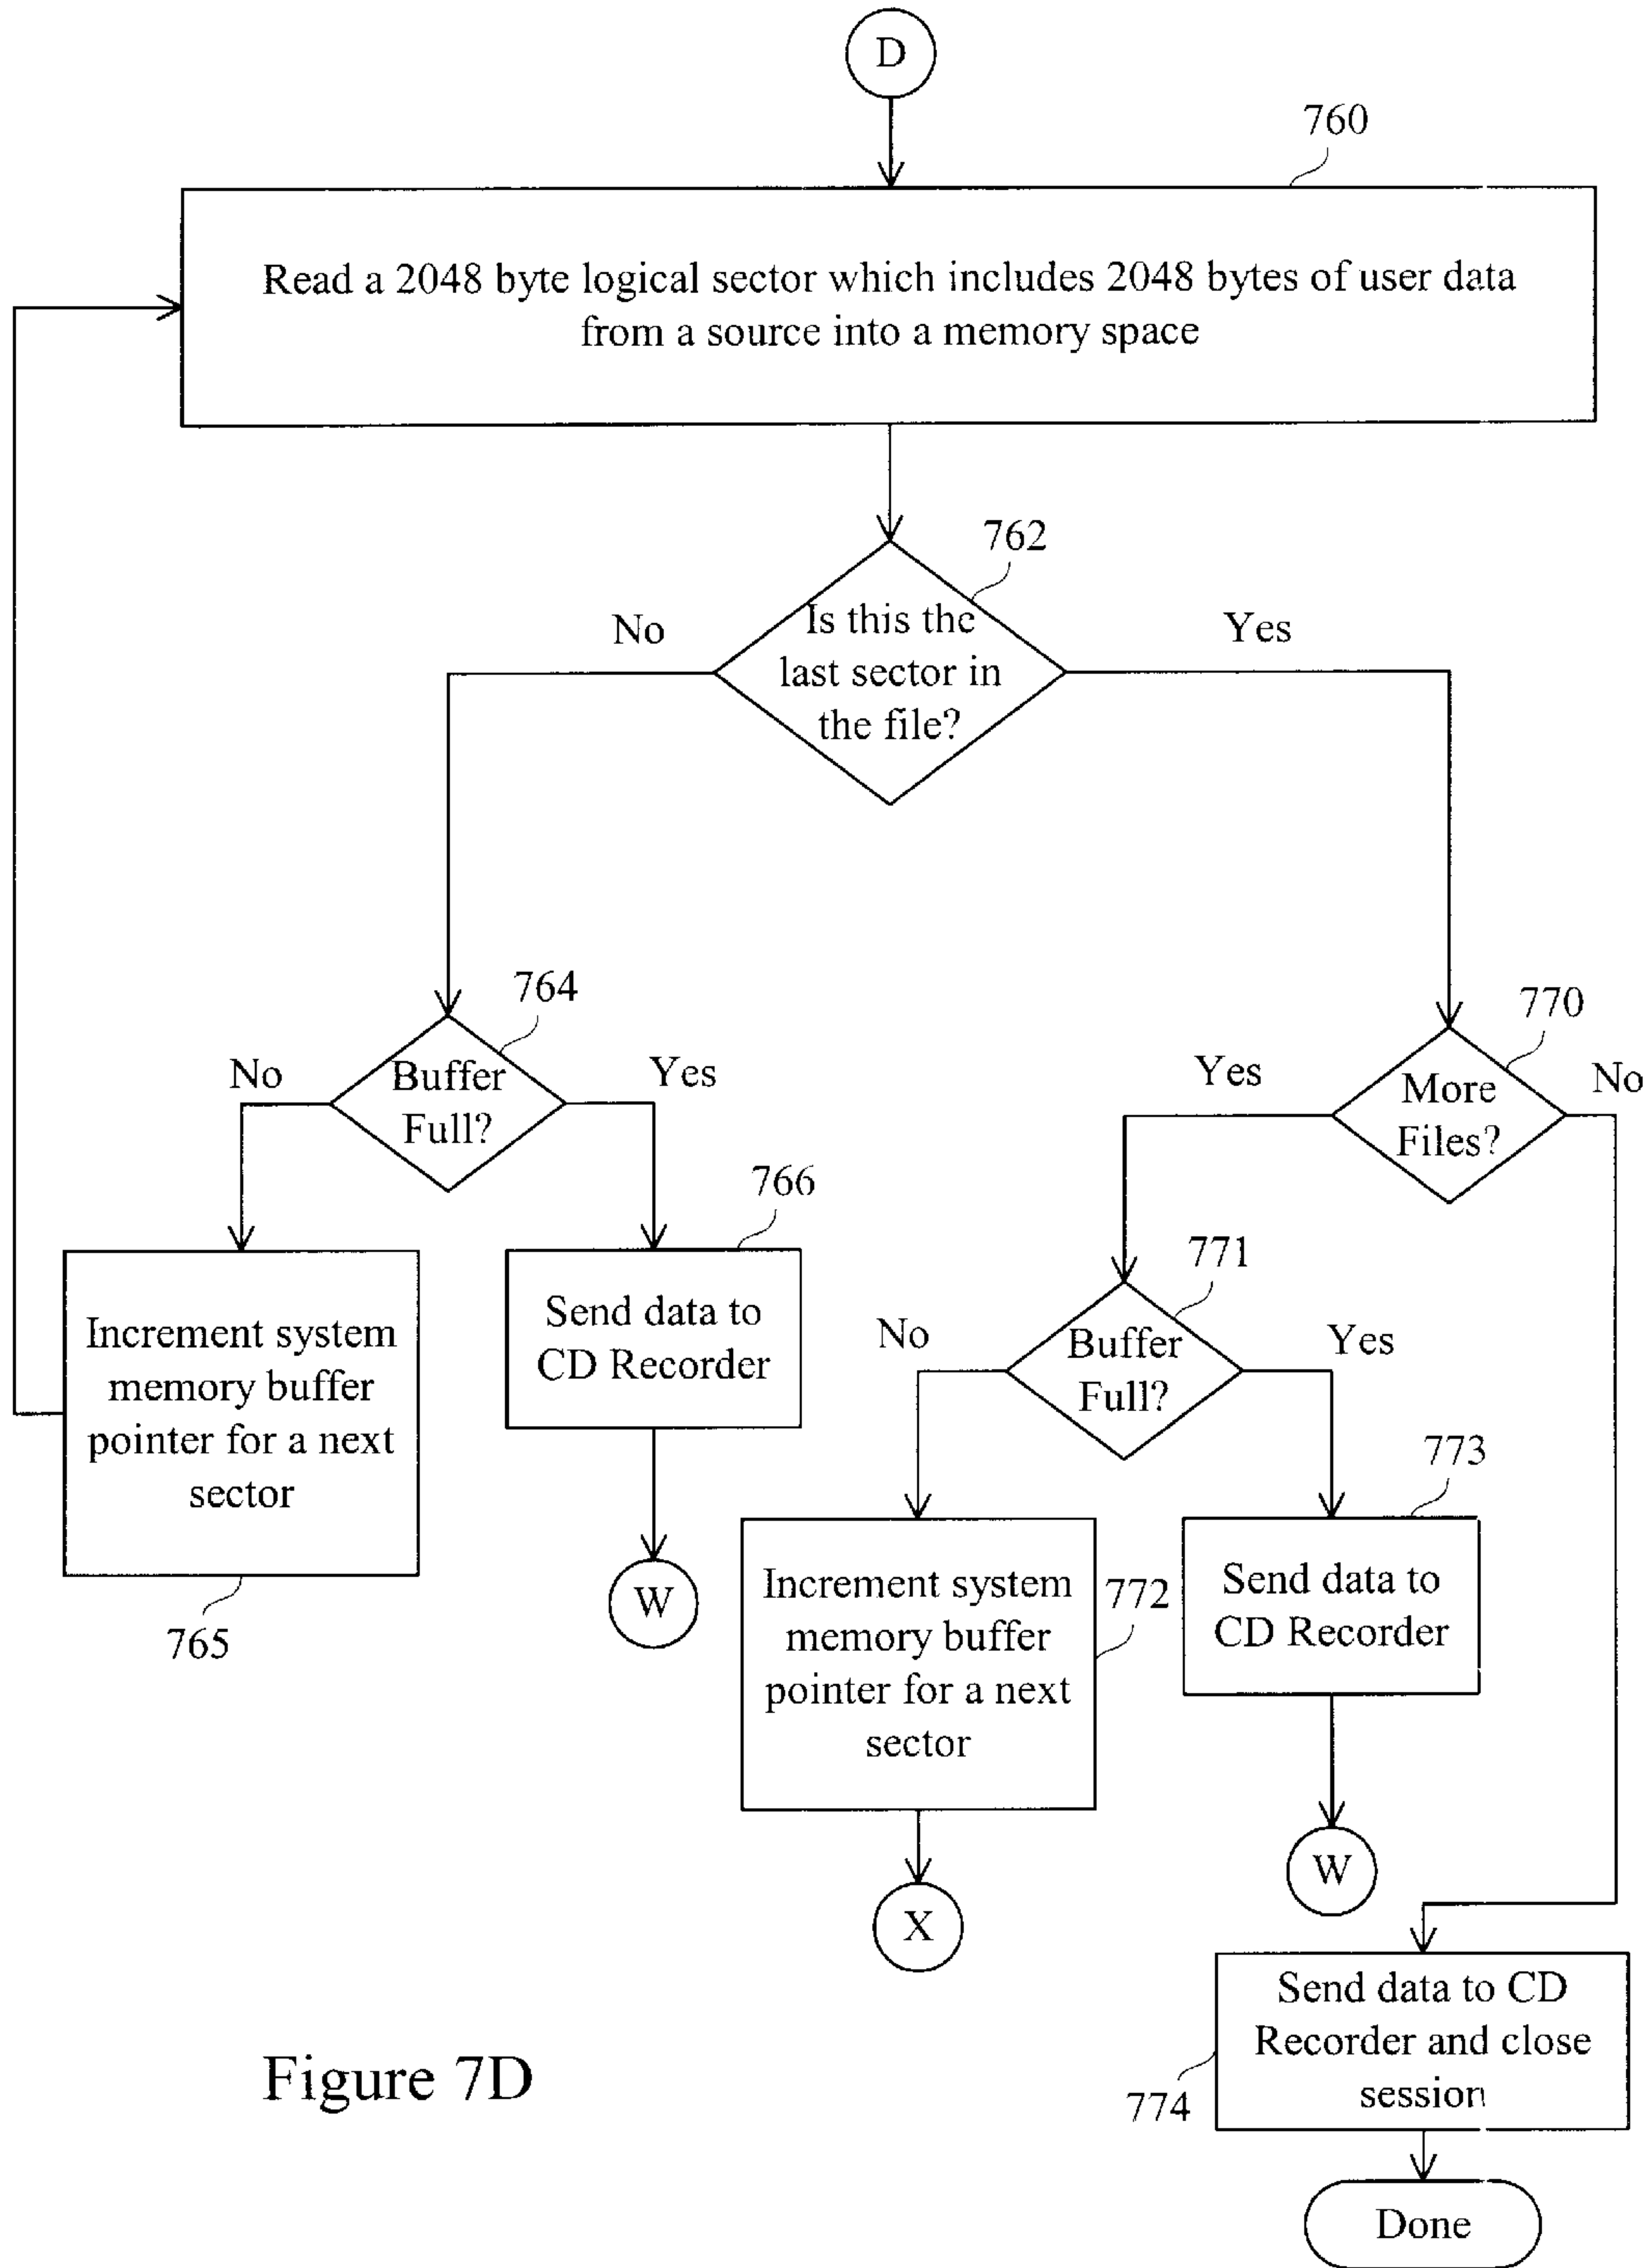 D
760
Read a 2048 byte logical sector which includes 2048 bytes of user data
from a source into a memory space
762
Is this the
last sector in
the file?
No
Yes
764
Buffer
Full?
No
Yes
770
More
Files?
Yes
No
766
Send data to
CD Recorder
Increment system
memory buffer
pointer for a next
sector
765
W
771
Buffer
Full?
No
Yes
773
Send data to
CD Recorder
Increment system
memory buffer
pointer for a next
sector
772
W
X
Send data to CD
Recorder and close
session
774
Done
Figure 7D